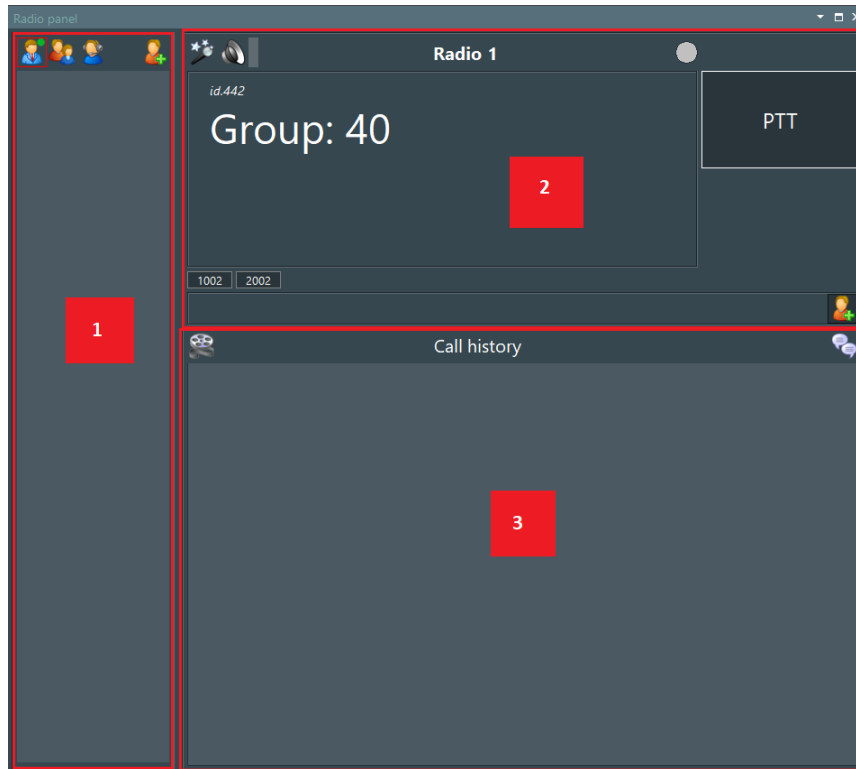 Radio panel
Radio 1
id.442
Group: 40
PTT
2
1002 2002
1
Call history
3